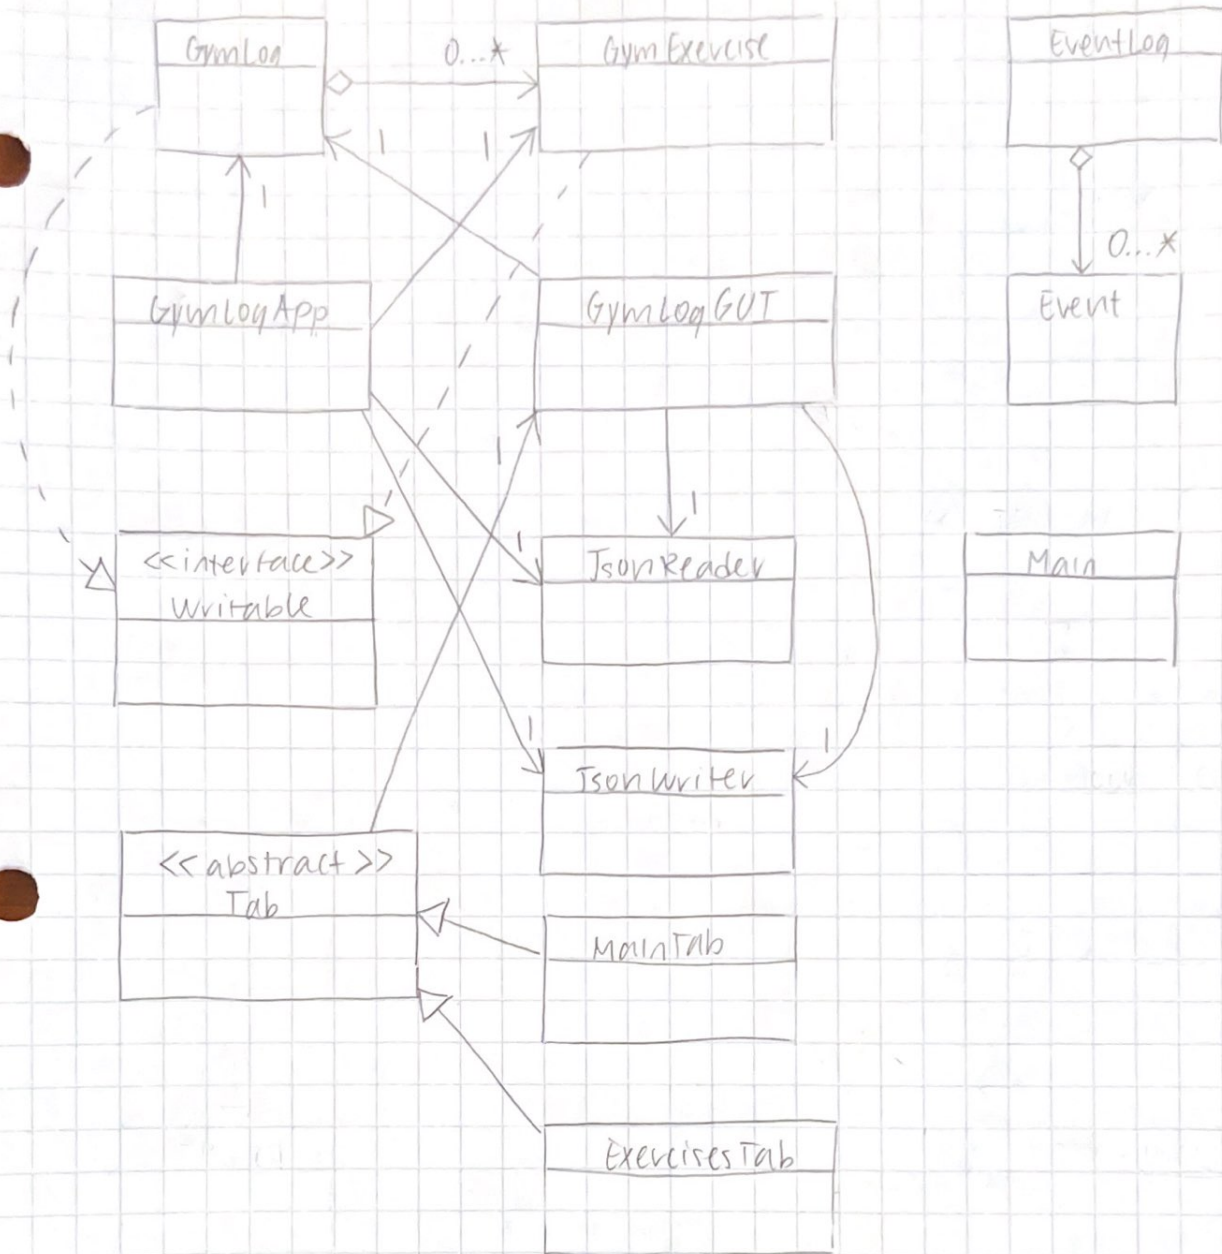 GymLog
0...*
GymExercise
EventLog
1
1
1
0...*
GymLogApp
GymLogGUI
Event
1
1
<<interface>>
Writable
1
JsonReader
Main
1
1
JsonWriter
<<abstract>>
Tab
MainTab
ExercisesTab